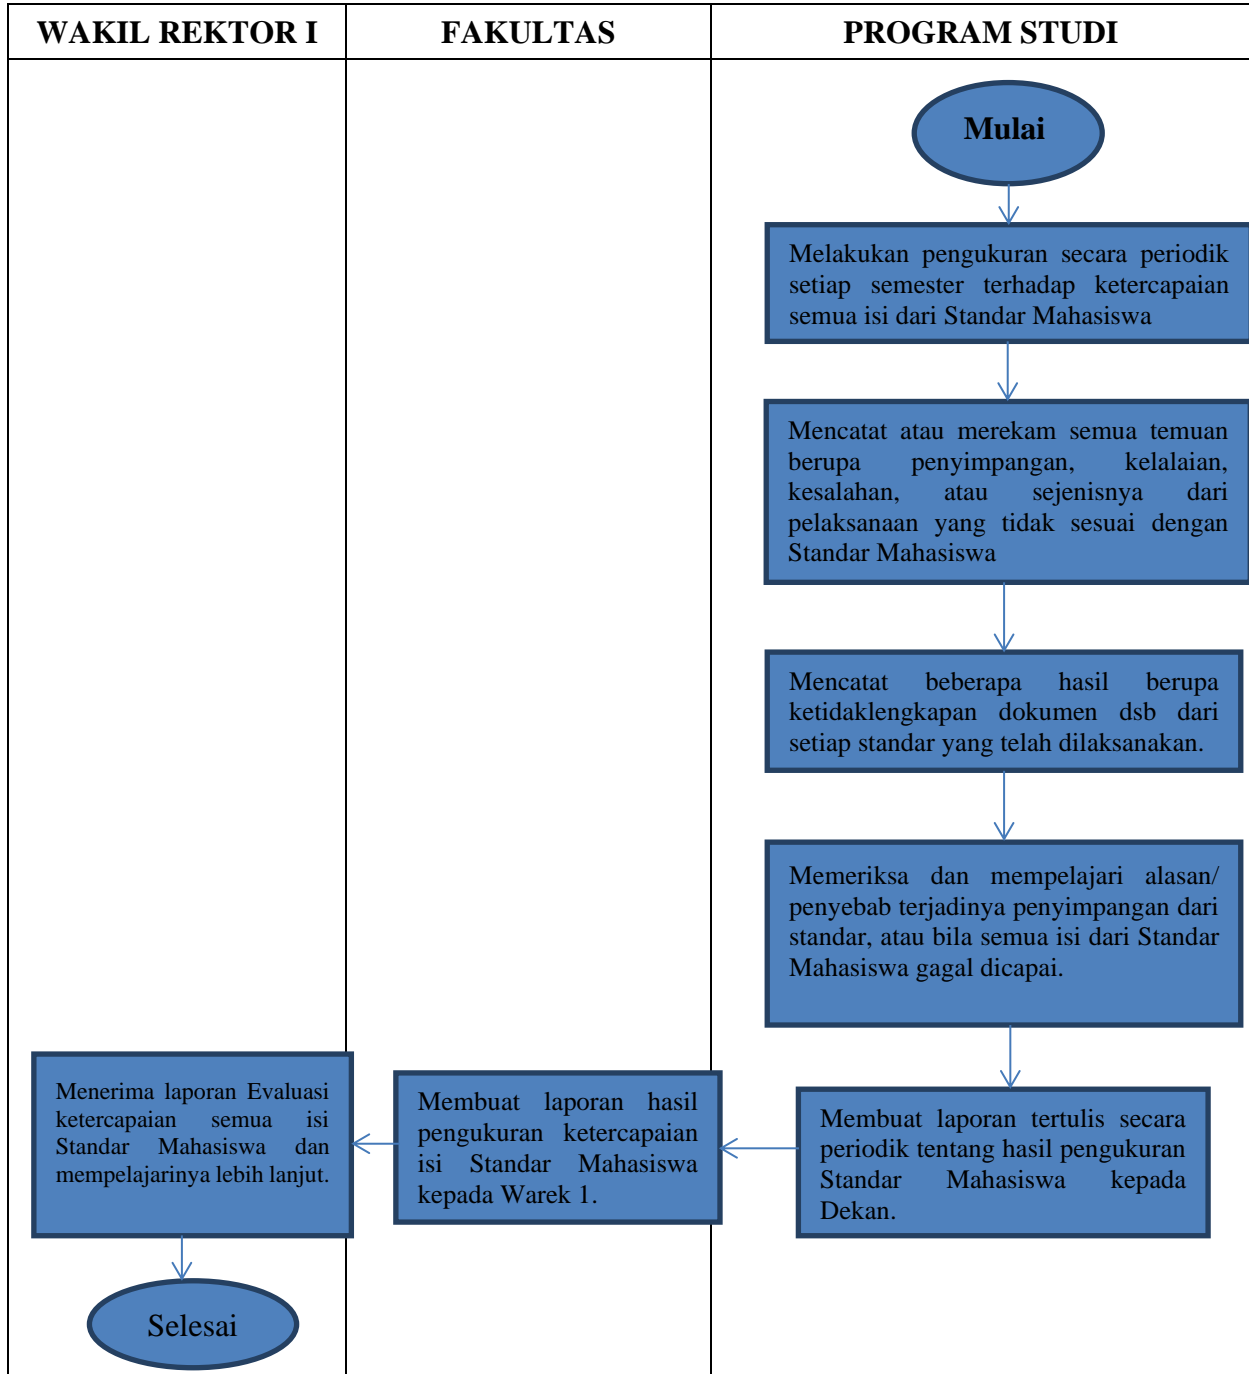 WAKIL REKTOR I
FAKULTAS
PROGRAM STUDI
Mulai
Melakukan pengukuran secara periodik
setiap semester terhadap ketercapaian
semua isi dari Standar Mahasiswa
Mencatat atau merekam semua temuan
berupa penyimpangan, kelalaian,
kesalahan, atau sejenisnya dari
pelaksanaan yang tidak sesuai dengan
Standar Mahasiswa
Mencatat beberapa hasil berupa
ketidaklengkapan dokumen dsb dari
setiap standar yang telah dilaksanakan.
Memeriksa dan mempelajari alasan/
penyebab terjadinya penyimpangan dari
standar, atau bila semua isi dari Standar
Mahasiswa gagal dicapai.
Membuat laporan tertulis secara
periodik tentang hasil pengukuran
Standar Mahasiswa kepada
Dekan.
Membuat laporan hasil
pengukuran ketercapaian
isi Standar Mahasiswa
kepada Warek 1.
Menerima laporan Evaluasi
ketercapaian semua isi
Standar Mahasiswa dan
mempelajarinya lebih lanjut.
Selesai